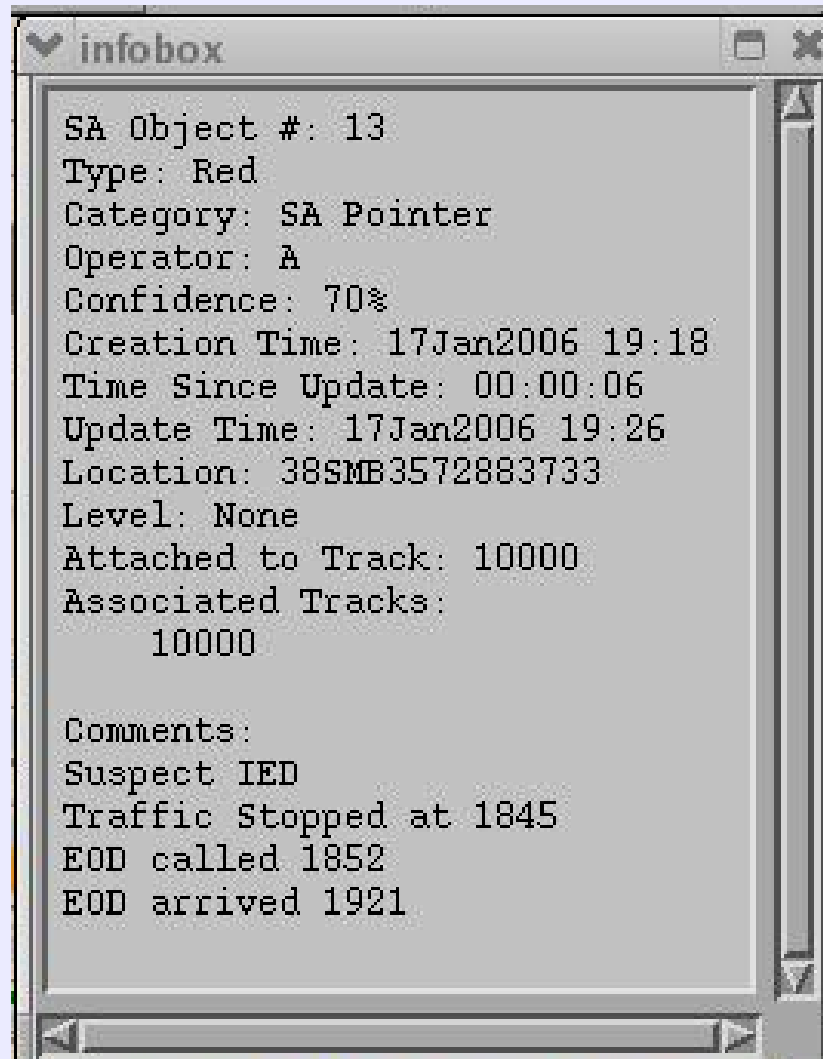 infobox
SA Object #: 13
Type: Red
Category: SA Pointer
Operator: A
Confidence: 70%
Creation Time: 17Jan2006 19:18
Time Since Update: 00:00:06
Update Time: 17Jan2006 19:26
Location: 38SMB3572883733
Level: None
Attached to Track: 10000
Associated Tracks:
10000
Comments:
Suspect IED
Traffic Stopped at 1845
EOD called 1852
EOD arrived 1921